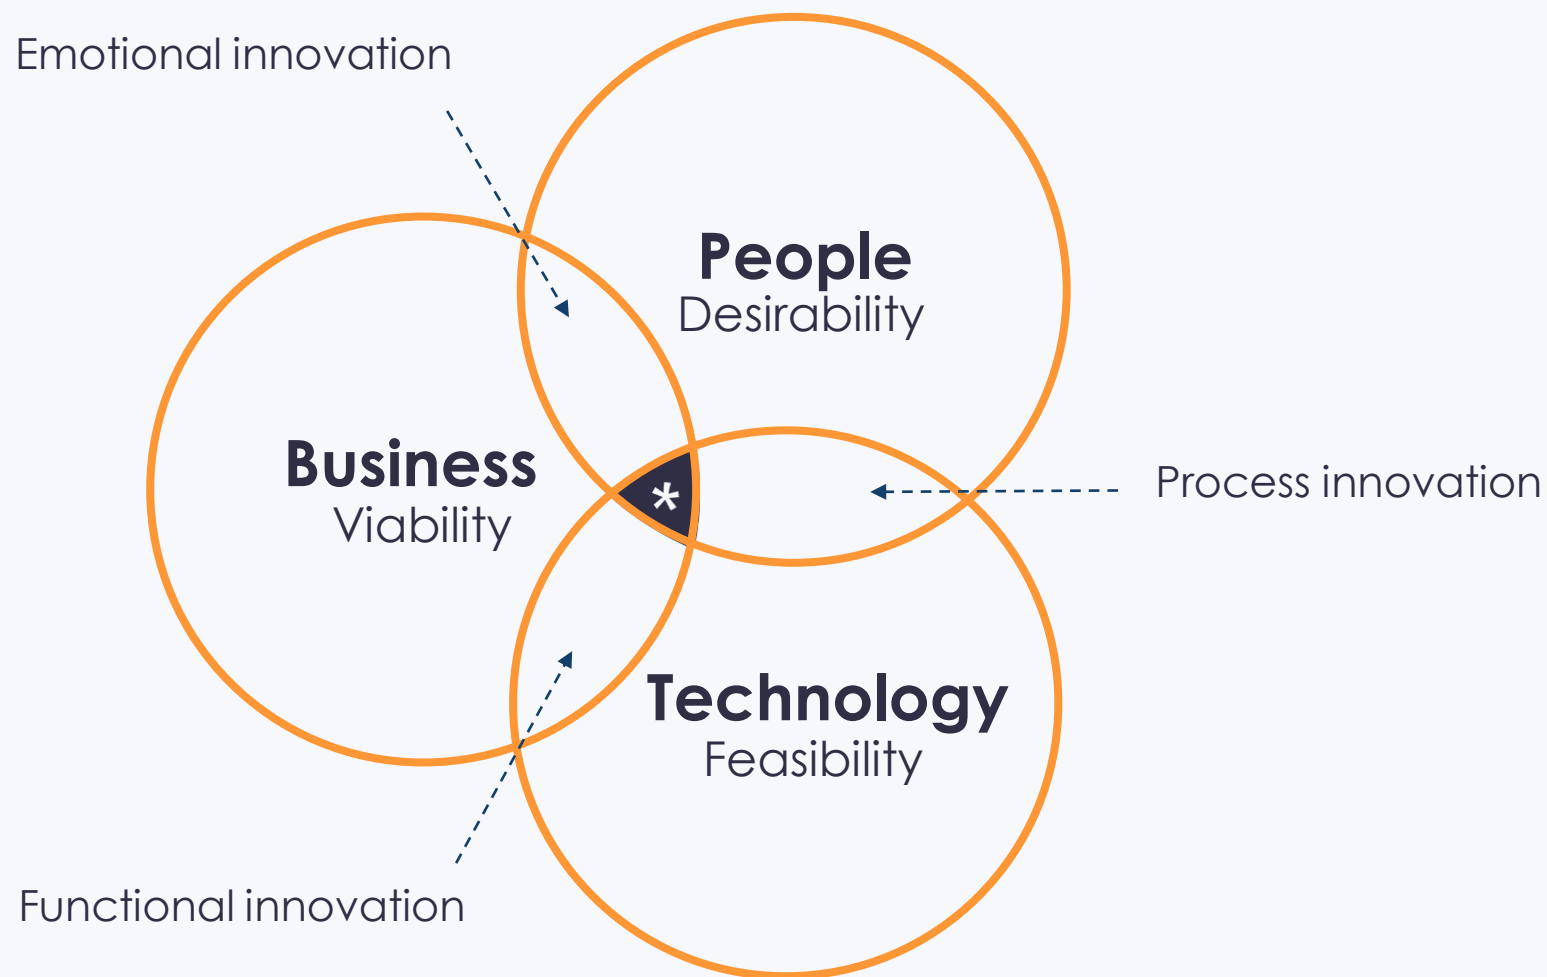 Emotional innovation
People
Desirability
Business
Viability
*
Process innovation
Technology
Feasibility
Functional innovation